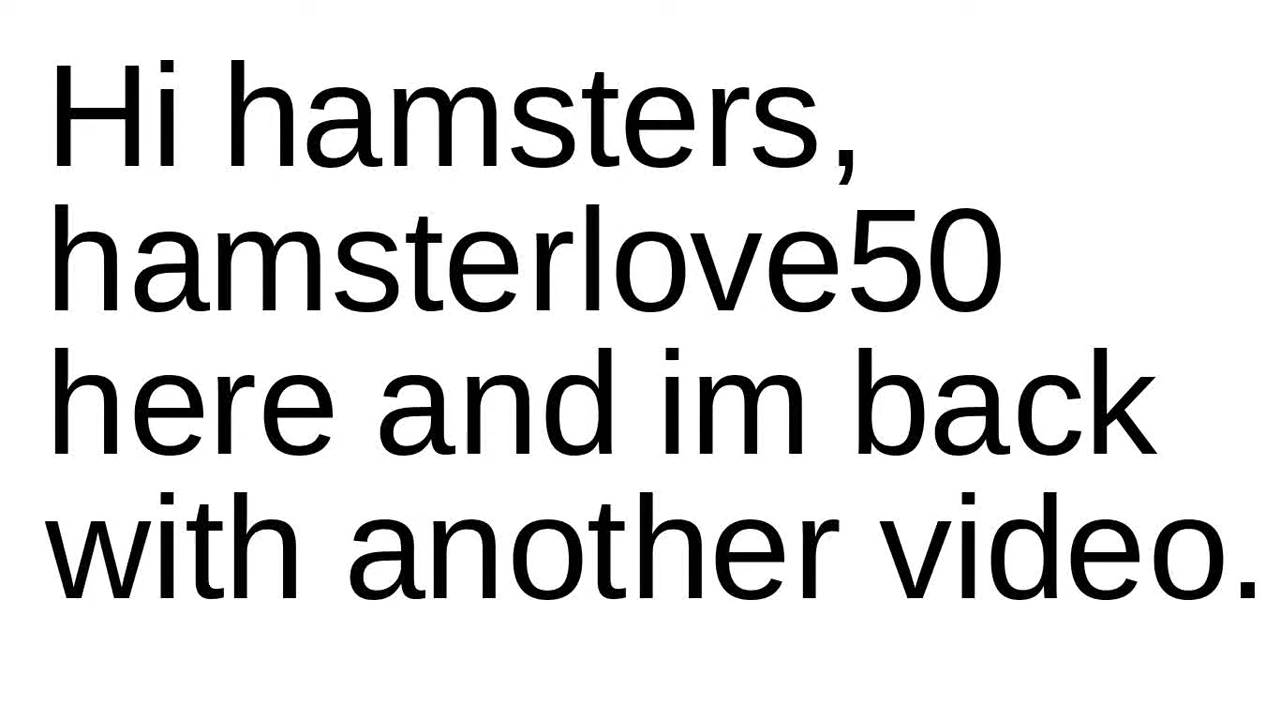 Hi hamsters,
hamsterlove50
here and im back
with another video.